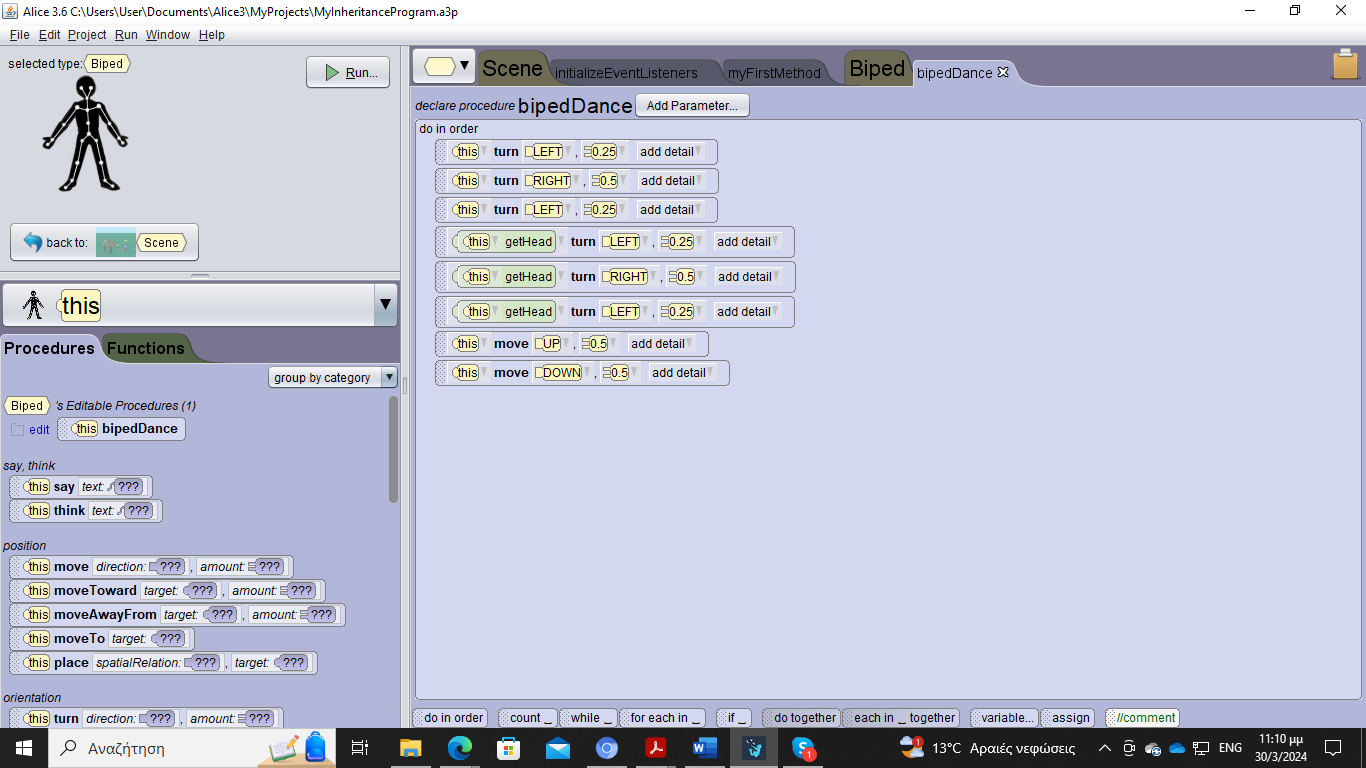 Alice 3.6 C:\Users\User\Documents\Alice3\MyProjects\MyInheritanceProgram.a3p
File Edit Project Run Window Help
selected type: Biped
Run...
back to: Scene
this
Procedures Functions
group by category
Biped 's Editable Procedures (1)
edit this bipedDance
say, think
this say text: ???
this think text: ???
position
this move direction: ??? , amount: ???
this moveToward target: ??? , amount: ???
this moveAwayFrom target: ??? , amount: ???
this moveTo target: ???
this place spatialRelation: ??? , target: ???
orientation
this turn direction: ??? , amount: ???
Scene initializeEventListeners myFirstMethod Biped bipedDance
declare procedure bipedDance Add Parameter...
do in order
this turn LEFT , 0.25 add detail
this turn RIGHT , 0.5 add detail
this turn LEFT , 0.25 add detail
this getHead turn LEFT , 0.25 add detail
this getHead turn RIGHT , 0.5 add detail
this getHead turn LEFT , 0.25 add detail
this move UP , 0.5 add detail
this move DOWN , 0.5 add detail
do in order count _ while _ for each in _ if _ do together each in _ together variable... assign //comment
Αναζήτηση
1
1
13°C Αραιές νεφώσεις
ENG
11:10 μμ
30/3/2024